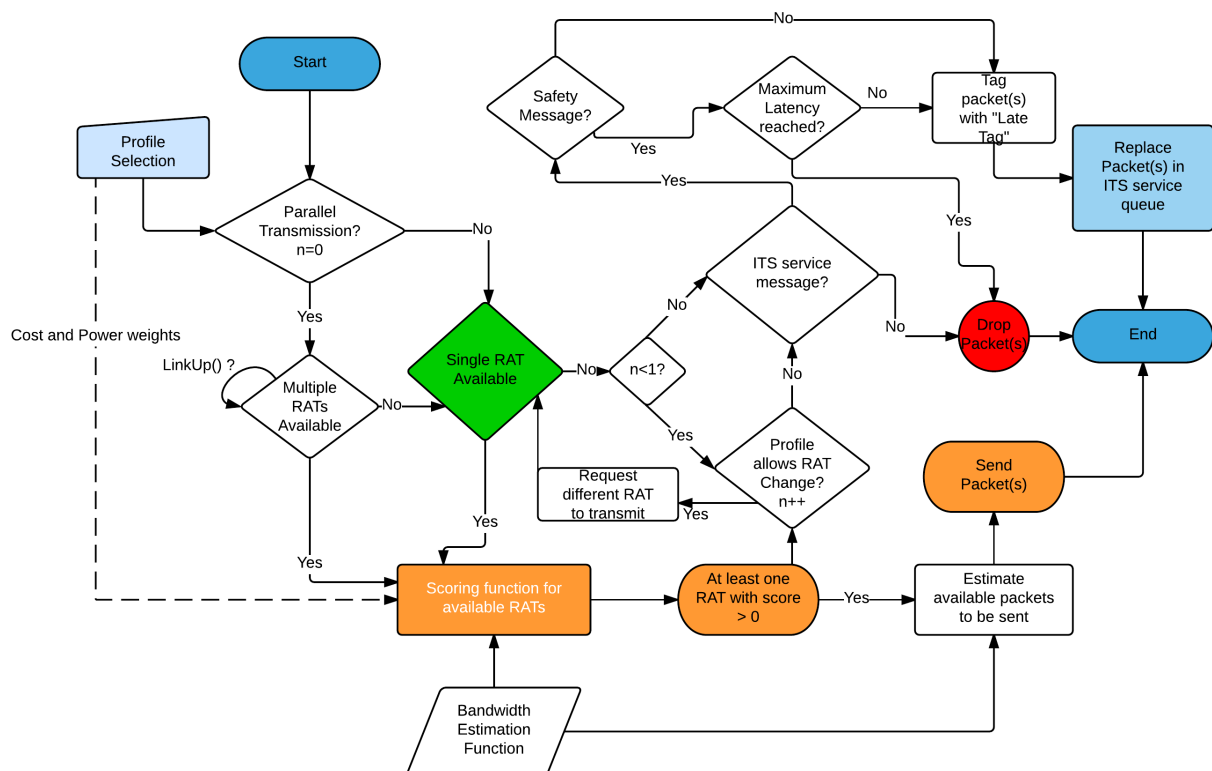 No
Start
Safety
Message?
Maximum
Latency
reached?
No
Tag
packet(s)
with "Late
Tag"
Profile
Selection
Yes
Replace
Packet(s) in
ITS service
queue
Yes
Parallel
Transmission?
n=0
No
Yes
ITS service
message?
No
Yes
Cost and Power weights
No
Drop
Packet(s)
End
LinkUp() ?
Multiple
RATs
Available
No
Single RAT
Available
No
n<1?
No
Yes
Profile
allows RAT
Change?
n++
Request
different RAT
to transmit
Yes
Send
Packet(s)
Yes
Yes
Scoring function for
available RATs
At least one
RAT with score
> 0
Yes
Estimate
available packets
to be sent
Bandwidth
Estimation
Function